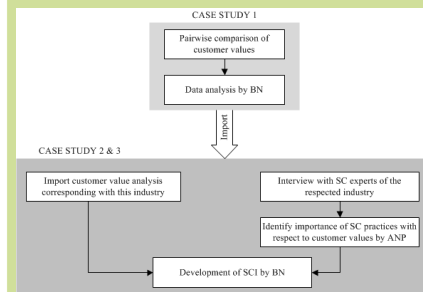 CASE STUDY 1
Pairwise comparison of
customer values
Data analysis by BN
Import
CASE STUDY 2 & 3
Import customer value analysis
corresponding with this industry
Interview with SC experts of the
respected industry
Identify importance of SC practices with
respect to customer values by ANP
Development of SCI by BN